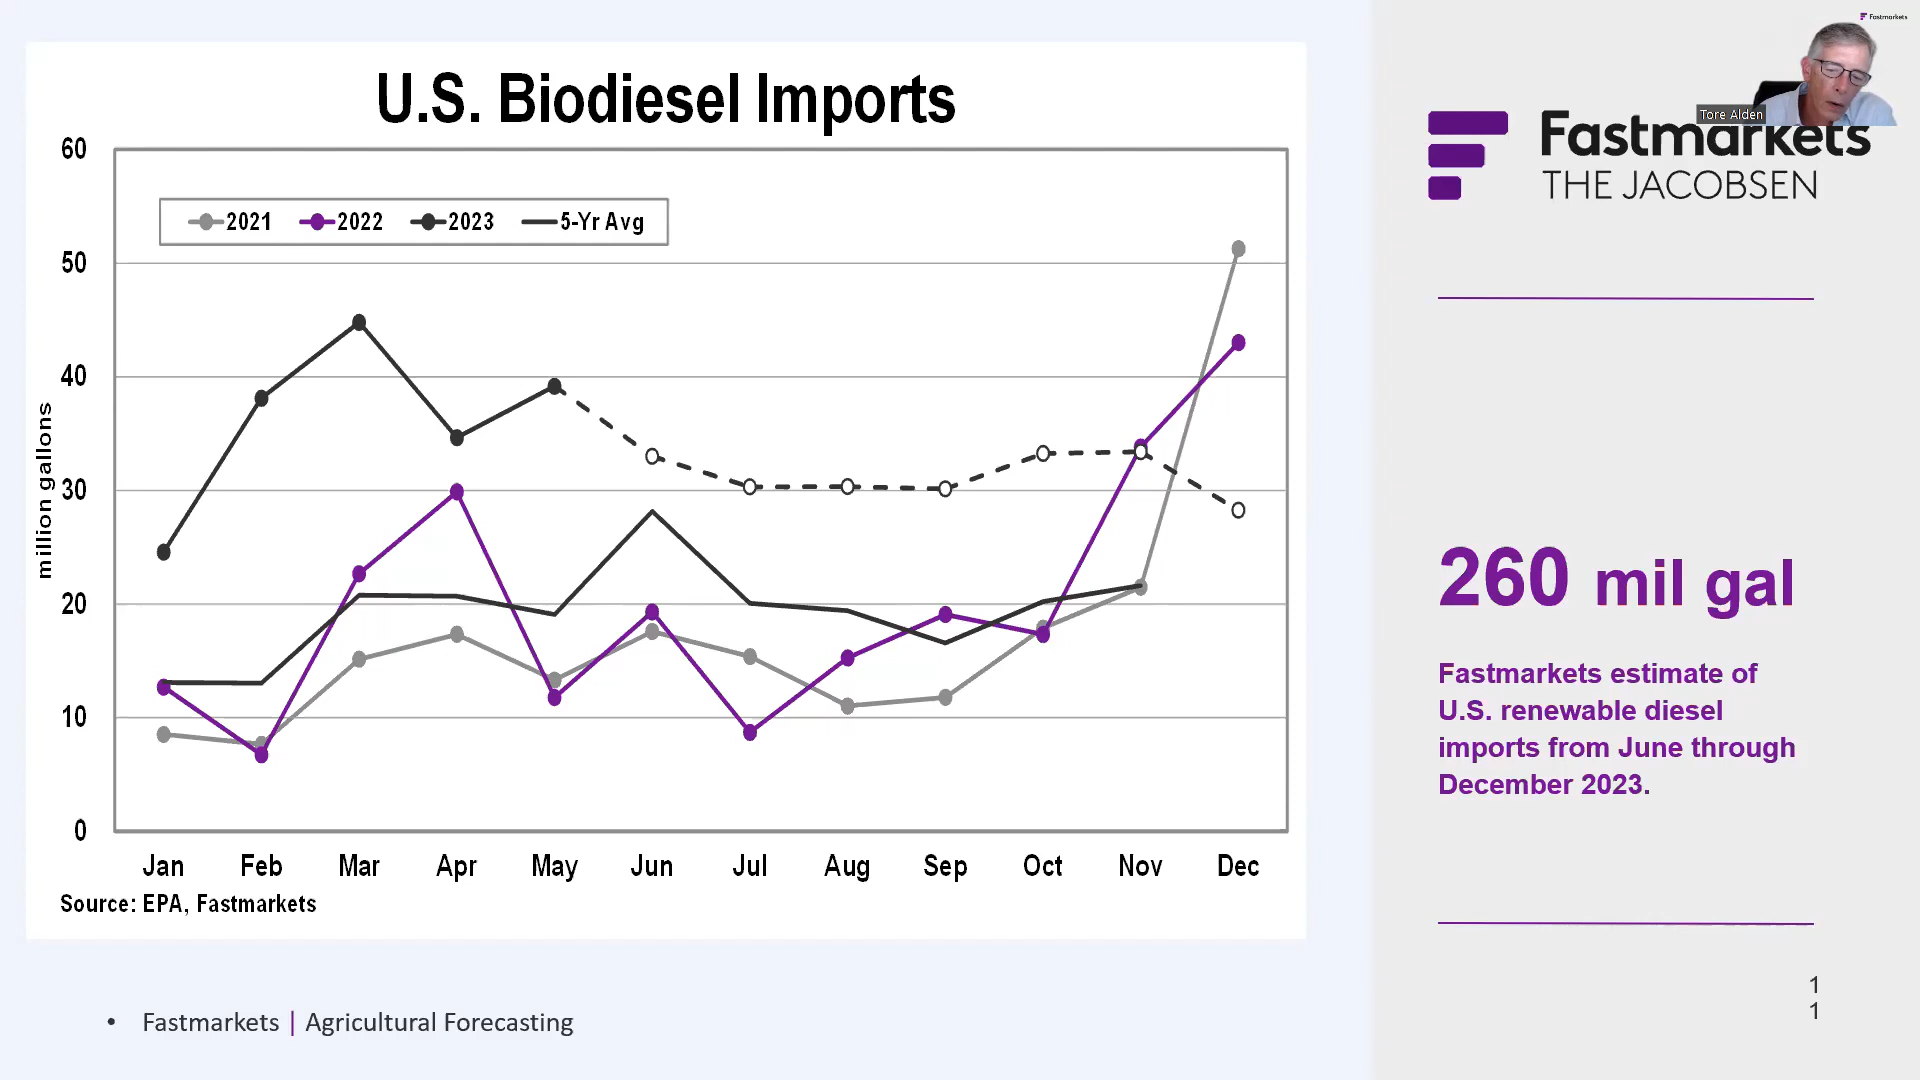 U.S. Biodiesel Imports
60
50
40
30
20
10
0
million gallons
2021 2022 2023 5-Yr Avg
Jan Feb Mar Apr May Jun Jul Aug Sep Oct Nov Dec
Source: EPA, Fastmarkets
• Fastmarkets | Agricultural Forecasting
Fastmarkets
Tore Alden
Fastmarkets
THE JACOBSEN
260 mil gal
Fastmarkets estimate of
U.S. renewable diesel
imports from June through
December 2023.
1
1